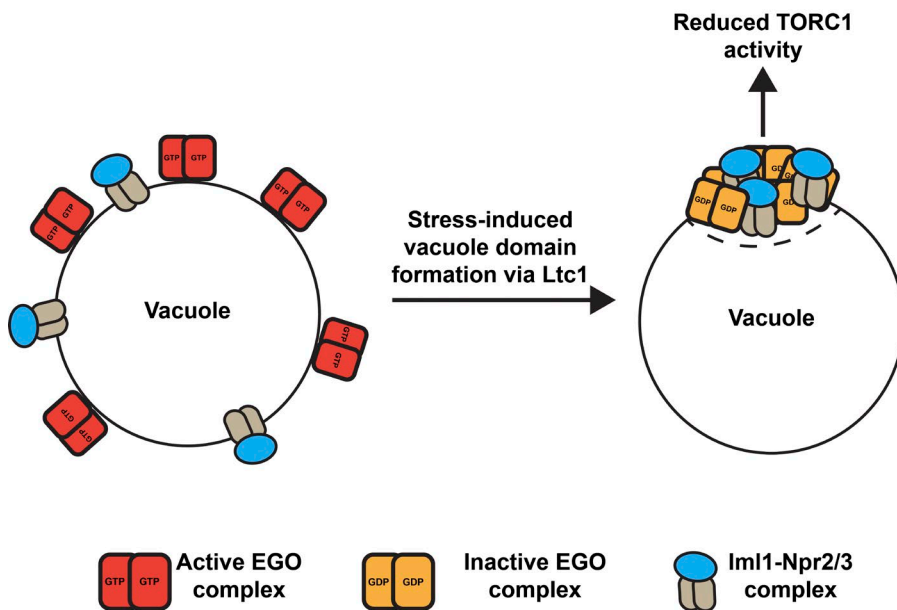 Reduced TORC1
activity
GTP GTP
GTP GTP
GTP GTP
Stress-induced
vacuole domain
formation via Ltc1
GDP
GDP GDP
GDP
Vacuole
Vacuole
GTP
GTP
GTP GTP
GTP GTP
Active EGO
complex
GDP GDP
Inactive EGO
complex
Iml1-Npr2/3
complex